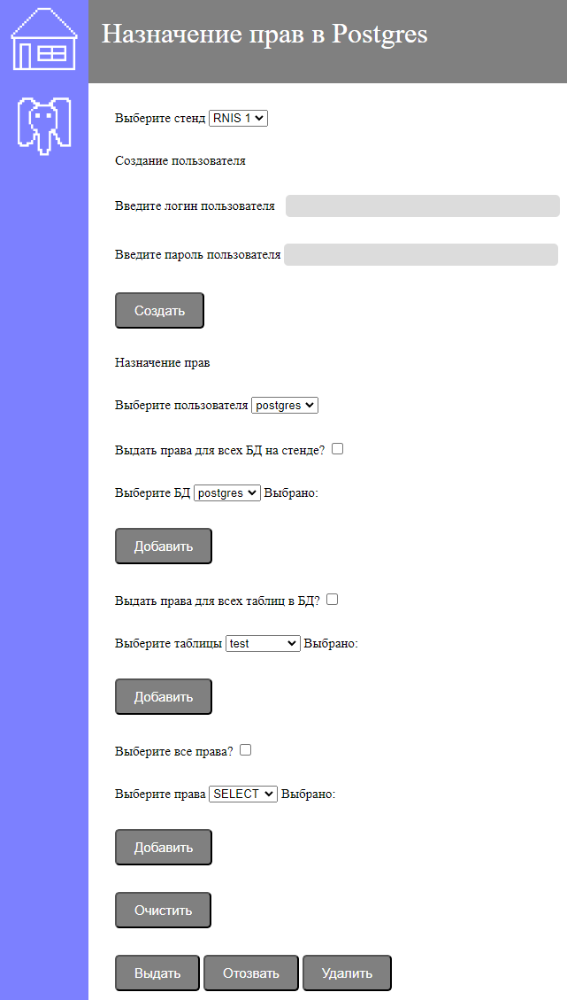 Назначение прав в Postgres
Выберите стенд RNIS 1
Создание пользователя
Введите логин пользователя
Введите пароль пользователя
Создать
Назначение прав
Выберите пользователя postgres
Выдать права для всех БД на стенде?
Выберите БД postgres Выбрано:
Добавить
Выдать права для всех таблиц в БД?
Выберите таблицы test Выбрано:
Добавить
Выберите все права?
Выберите права SELECT Выбрано:
Добавить
Очистить
Выдать Отозвать Удалить